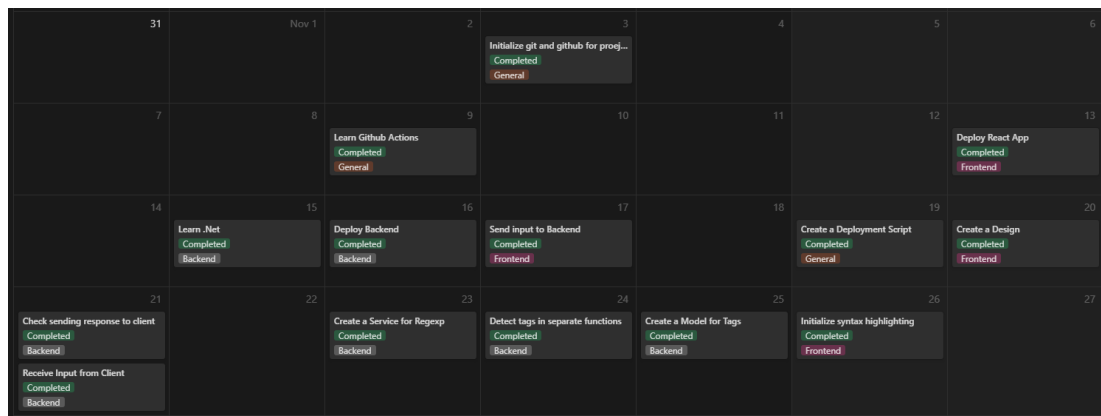 31
Nov 1
2
3
4
5
6
Initialize git and github for proej...
Completed
General
7
8
9
10
11
12
13
Learn Github Actions
Completed
General
Deploy React App
Completed
Frontend
14
15
16
17
18
19
20
Learn .Net
Completed
Backend
Deploy Backend
Completed
Backend
Send input to Backend
Completed
Frontend
Create a Deployment Script
Completed
General
Create a Design
Completed
Frontend
21
22
23
24
25
26
27
Check sending response to client
Completed
Backend
Receive Input from Client
Completed
Backend
Create a Service for Regexp
Completed
Backend
Detect tags in separate functions
Completed
Backend
Create a Model for Tags
Completed
Backend
Initialize syntax highlighting
Completed
Frontend